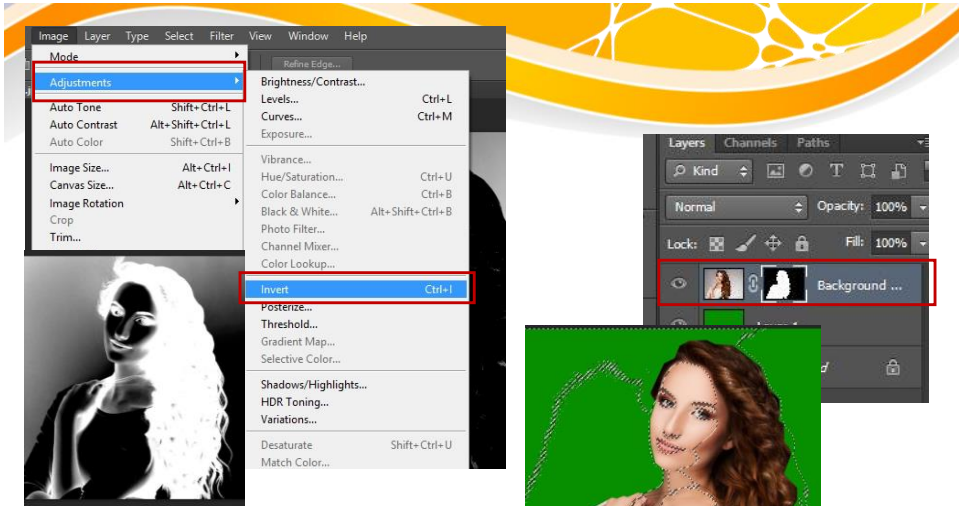 Image Layer Type Select Filter View Window Help
Refine Edge...
Mode
Adjustments
Auto Tone Shift+Ctrl+L
Auto Contrast Alt+Shift+Ctrl+L
Auto Color Shift+Ctrl+B
Image Size... Alt+Ctrl+I
Canvas Size... Alt+Ctrl+C
Image Rotation
Crop
Trim...
Brightness/Contrast...
Levels... Ctrl+L
Curves... Ctrl+M
Exposure...
Vibrance...
Hue/Saturation... Ctrl+U
Color Balance... Ctrl+B
Black & White... Alt+Shift+Ctrl+B
Photo Filter...
Channel Mixer...
Color Lookup...
Invert Ctrl+I
Posterize...
Threshold...
Gradient Map...
Selective Color...
Shadows/Highlights...
HDR Toning...
Variations...
Desaturate Shift+Ctrl+U
Match Color...
Layers Channels Paths
Kind
Normal Opacity: 100%
Lock: Fill: 100%
Background ...